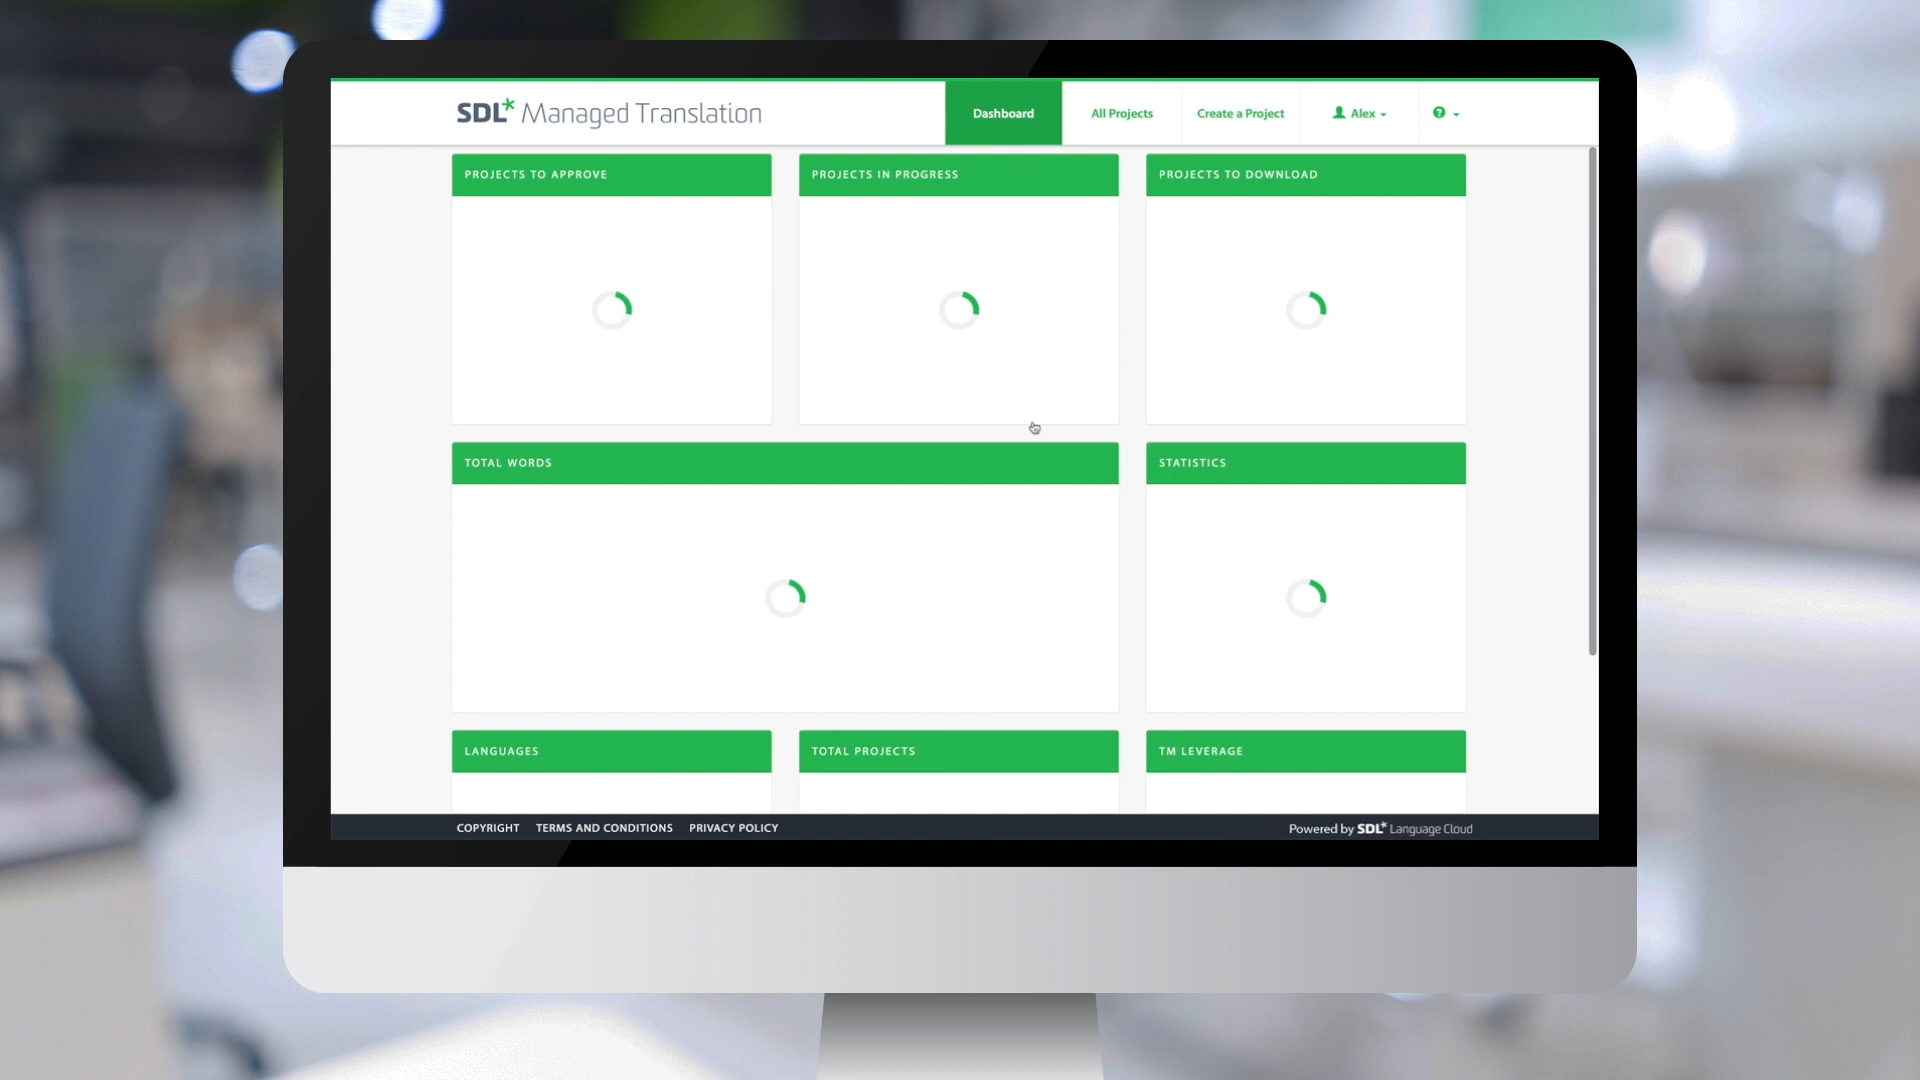 SDL* Managed Translation
Dashboard
All Projects
Create a Project
Alex
PROJECTS TO APPROVE
PROJECTS IN PROGRESS
PROJECTS TO DOWNLOAD
TOTAL WORDS
STATISTICS
LANGUAGES
TOTAL PROJECTS
TM LEVERAGE
COPYRIGHT
TERMS AND CONDITIONS
PRIVACY POLICY
Powered by SDL* Language Cloud